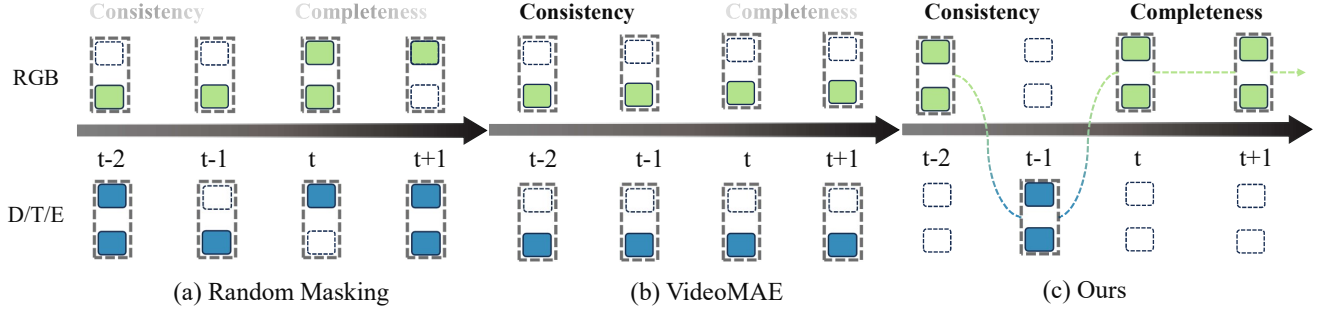 Consistency Completeness Consistency Completeness Consistency Completeness
RGB
t-2 t-1 t t+1 t-2 t-1 t t+1 t-2 t-1 t t+1
D/T/E
(a) Random Masking (b) VideoMAE (c) Ours